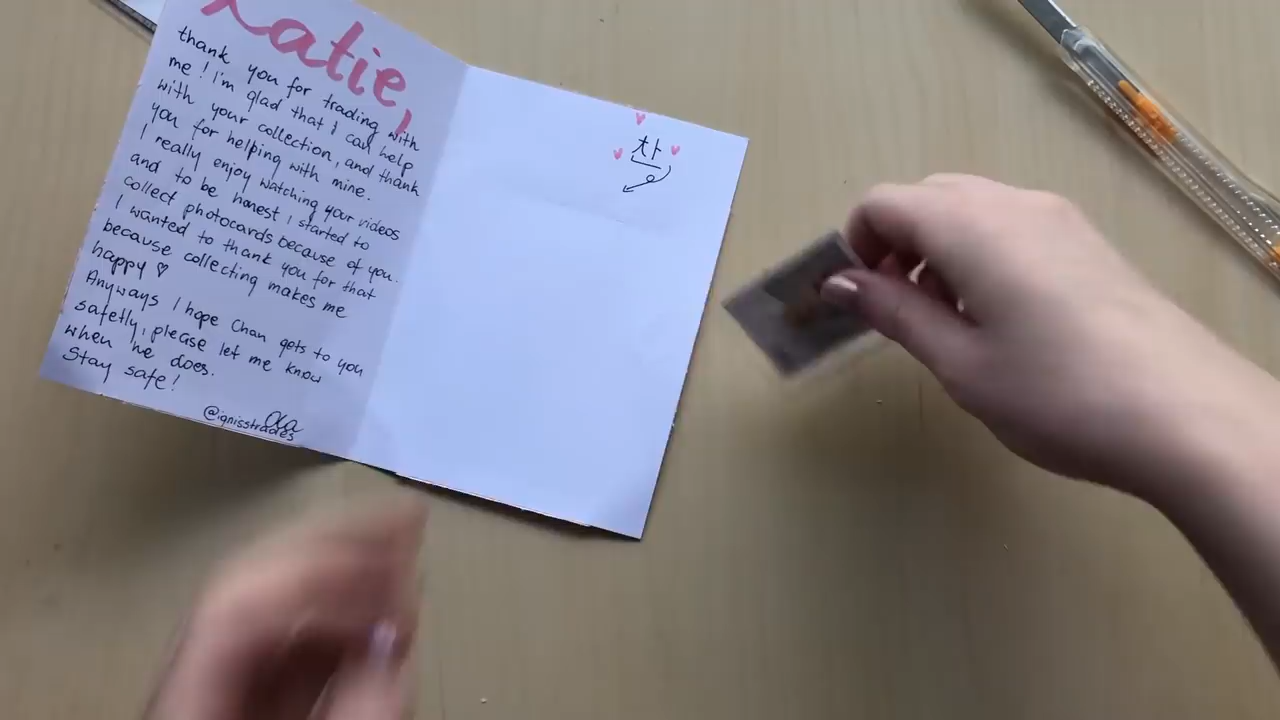 Katie,
thank you for trading with
me! I'm glad that I can help
with your collection, and thank
you for helping with mine.
I really enjoy watching your videos
and to be honest I started to
collect photocards because of you.
I wanted to thank you for that
because collecting makes me
happy ♡
Anyways I hope Chan gets to you
safetly, please let me know
when he does.
Stay safe!
Ola
@ignisstrades
찬